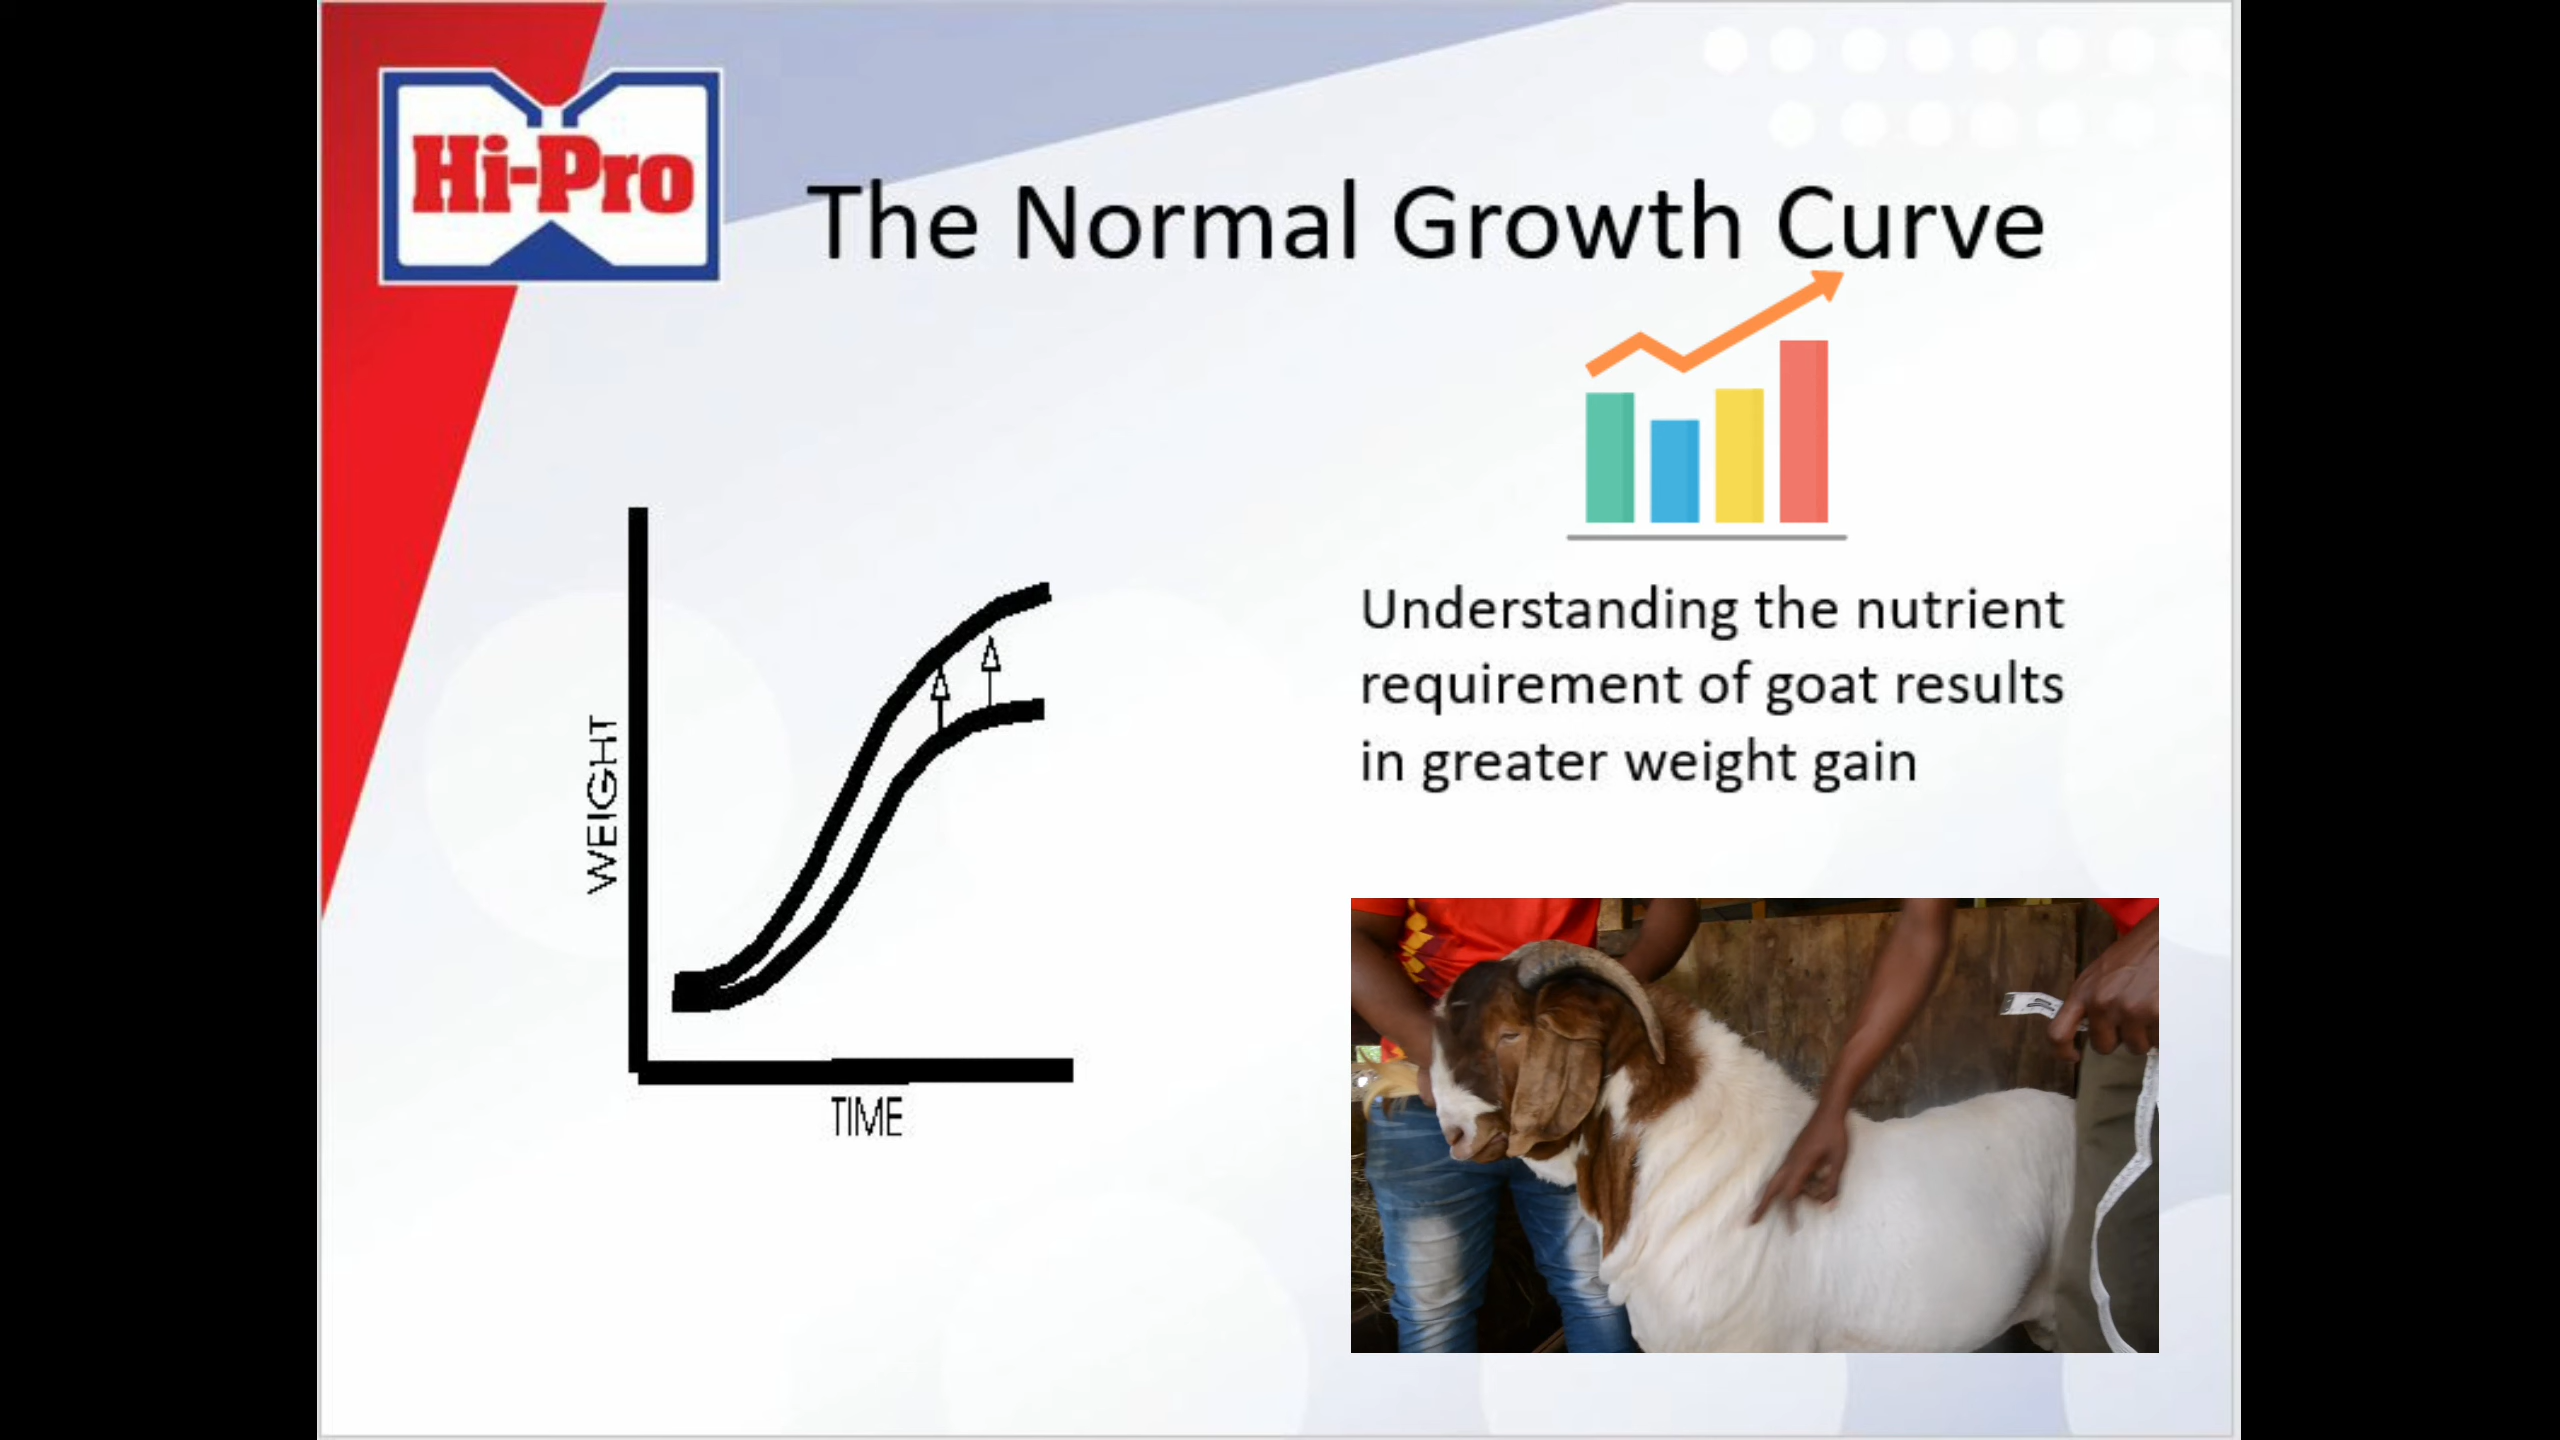 Hi-Pro
The Normal Growth Curve
Understanding the nutrient
requirement of goat results
in greater weight gain
WEIGHT
TIME